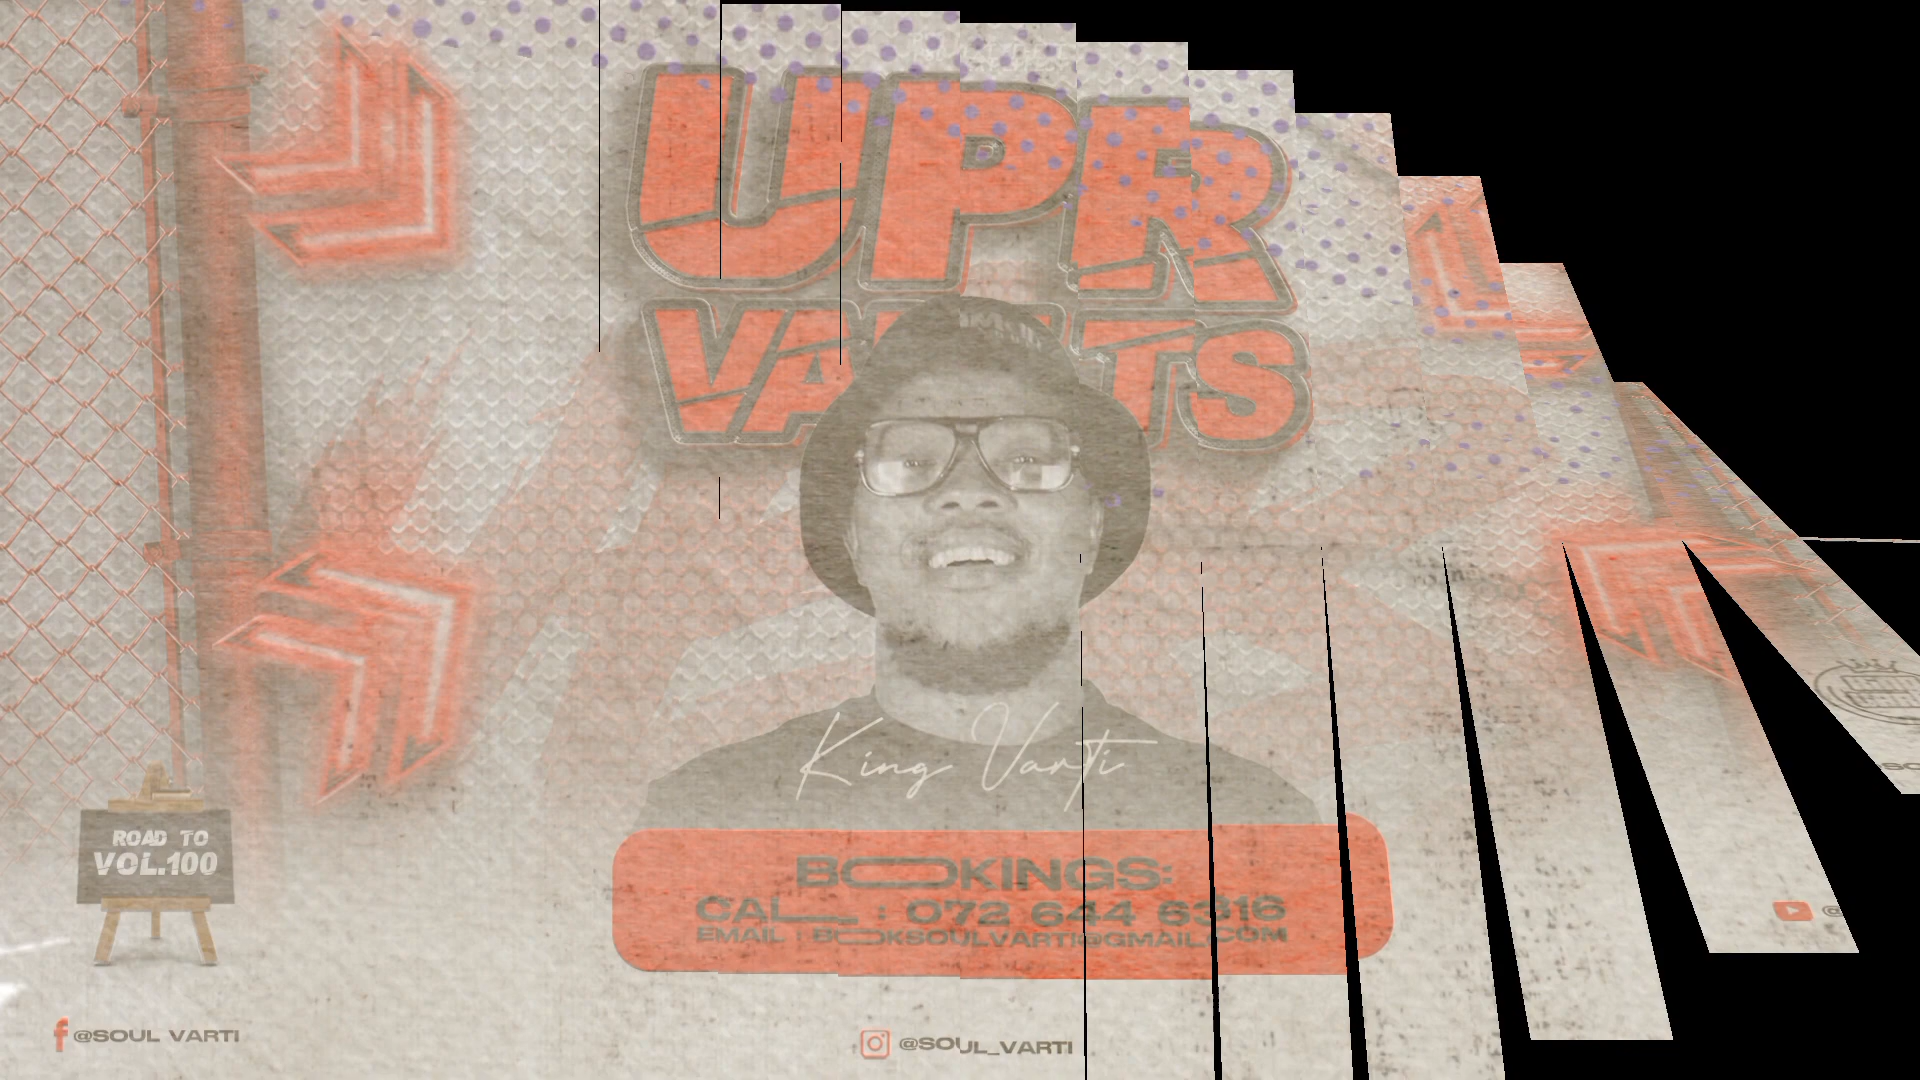 UPR
VAULTS
King Varti
ROAD TO
VOL.100
BOOKINGS:
CALL : 072 644 6316
EMAIL : BOOKSOULVARTI@GMAIL.COM
@SOUL VARTI
@SOUL_VARTI